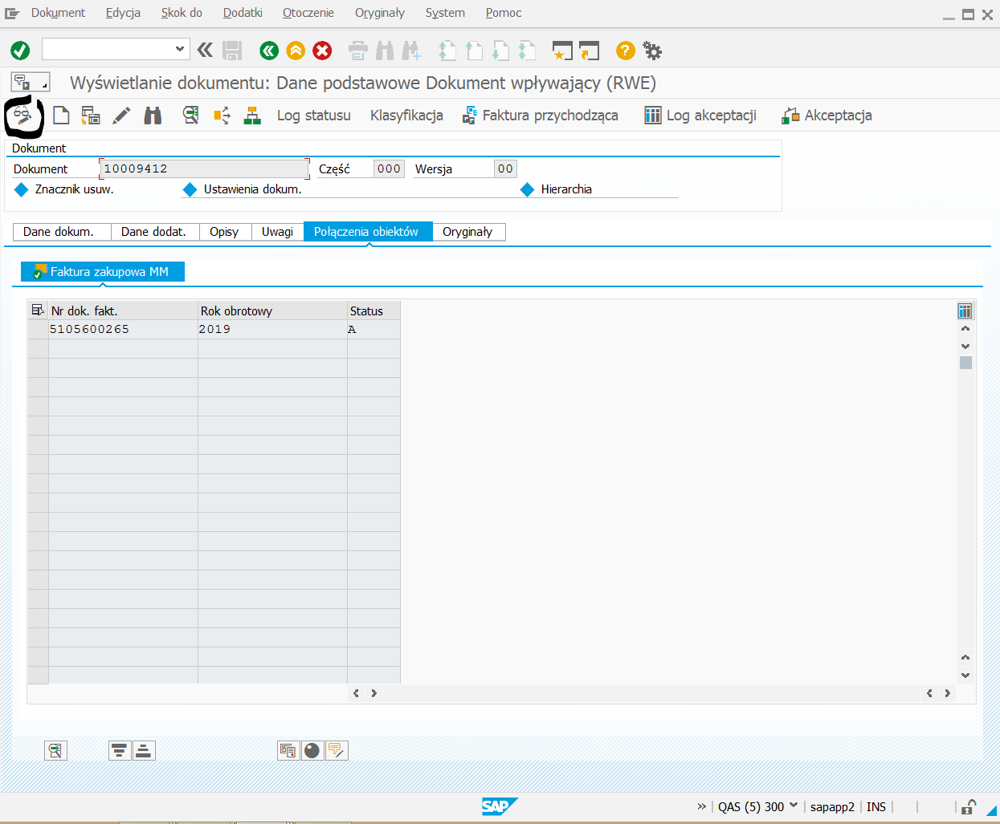 Dokument Edycja Skok do Dodatki Otoczenie Oryginały System Pomoc
Wyświetlanie dokumentu: Dane podstawowe Dokument wpływający (RWE)
Log statusu Klasyfikacja Faktura przychodząca Log akceptacji Akceptacja
Dokument
Dokument 10009412 Część 000 Wersja 00
Znacznik usuw. Ustawienia dokum. Hierarchia
Dane dokum. Dane dodat. Opisy Uwagi Połączenia obiektów Oryginały
Faktura zakupowa MM
Nr dok. fakt. Rok obrotowy Status
5105600265 2019 A
SAP QAS (5) 300 sapapp2 INS